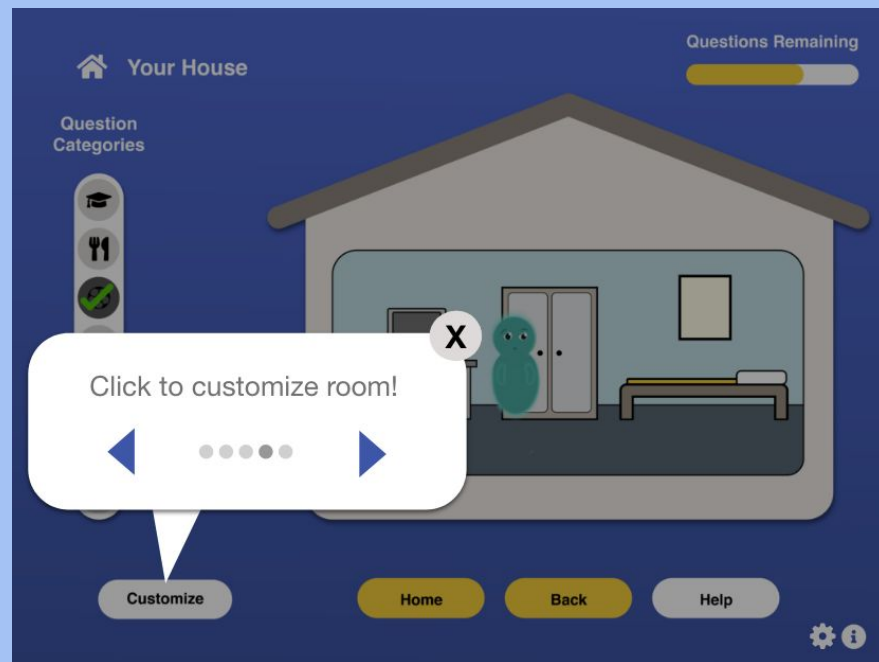 Your House
Questions Remaining
Question
Categories
X
Click to customize room!
Customize
Home
Back
Help
i